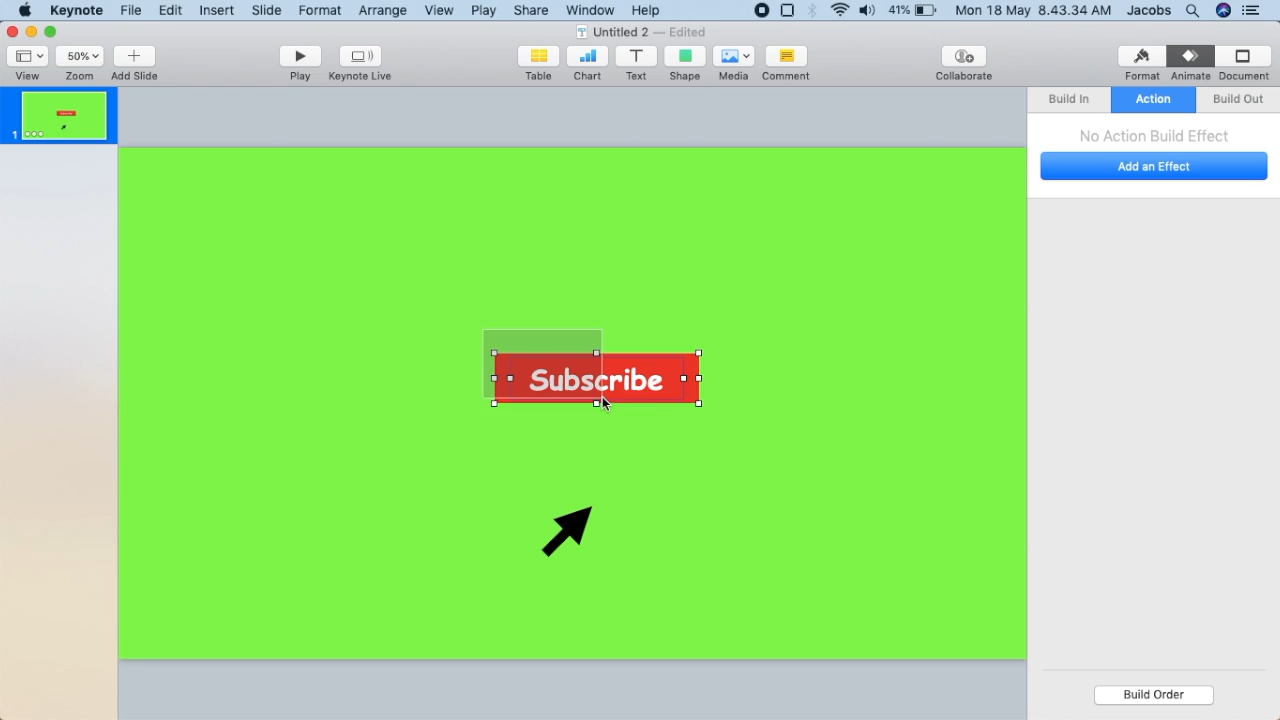 Keynote File Edit Insert Slide Format Arrange View Play Share Window Help 41% Mon 18 May 8.43.34 AM Jacobs
Untitled 2 — Edited
50%
View Zoom Add Slide Play Keynote Live Table Chart Text Shape Media Comment Collaborate Format Animate Document
Build In Action Build Out
No Action Build Effect
Add an Effect
1
Subscribe
Build Order